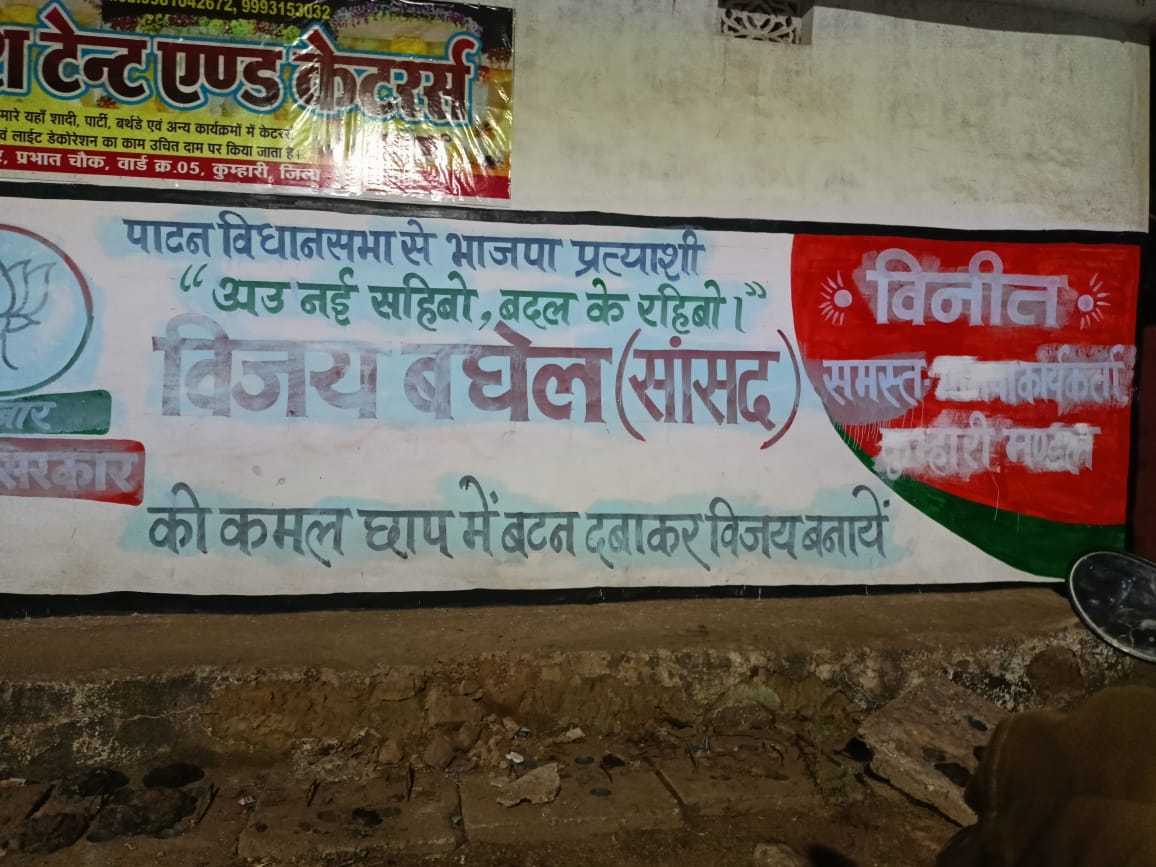 9993153032
टेन्ट एण्ड केटरर्स
मारे यहाँ शादी, पार्टी, बर्थडे एवं अन्य कार्यक्रमों में केटरर
वं लाईट डेकोरेशन का काम उचित दाम पर किया जाता है
प्रभात चौक, वार्ड क्र.05, कुम्हारी, जिला
पाटन विधानसभा से भाजपा प्रत्याशी
“अउ नई सहिबो, बदल के रहिबो।”
विजय बघेल (सांसद)
सरकार
को कमल छाप में बटन दबाकर विजय बनायें
विनीत
समस्त कार्यकर्ता
कुम्हारी मण्डल